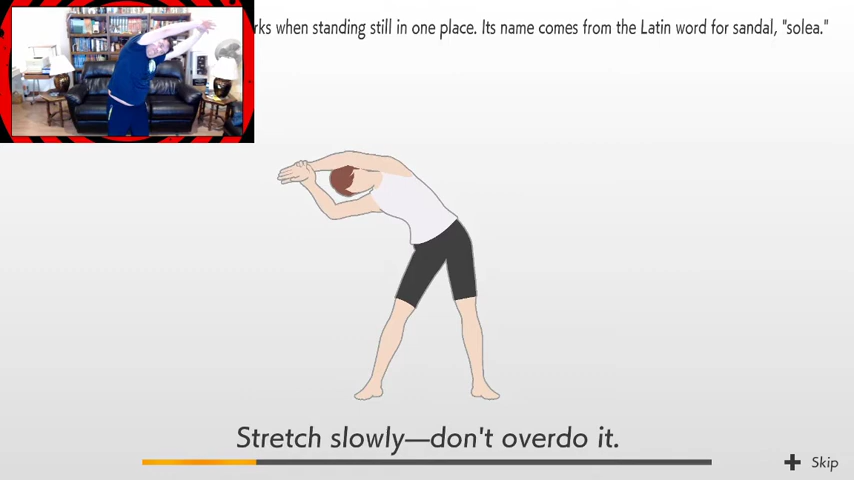 when standing still in one place. Its name comes from the Latin word for sandal, "solea."
Stretch slowly—don't overdo it.
Skip